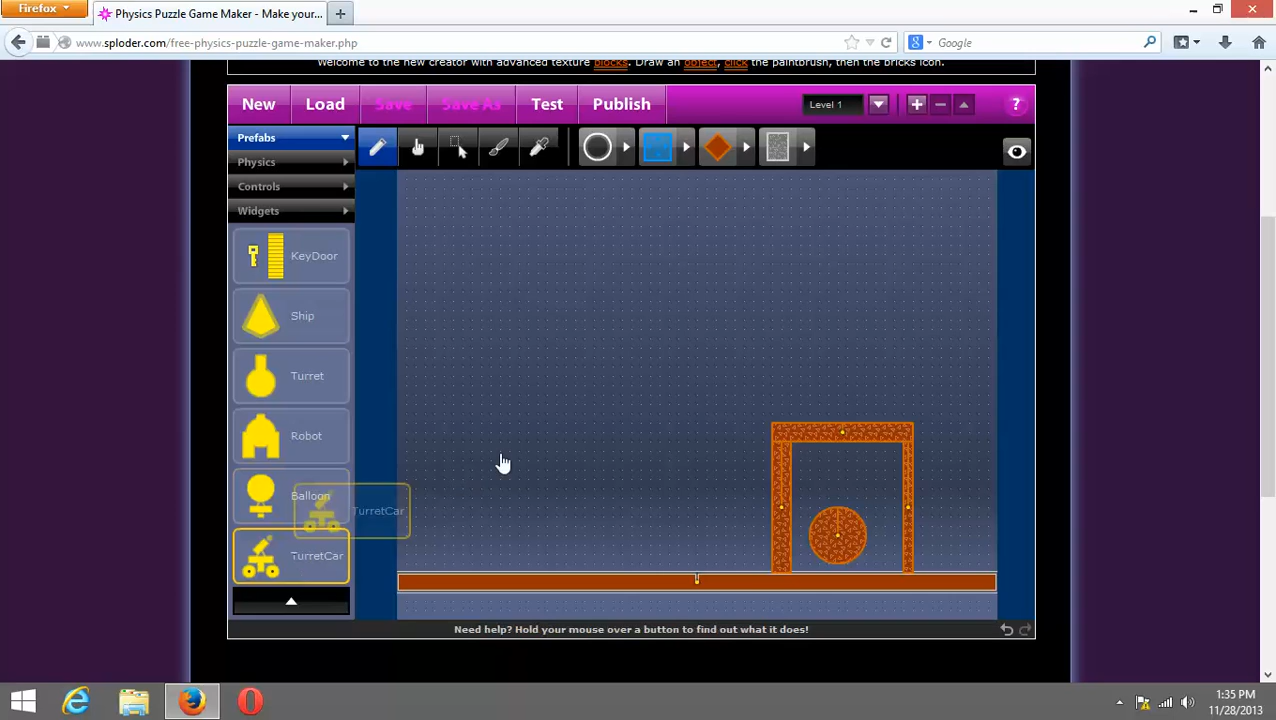 Firefox
Physics Puzzle Game Maker - Make your...
www.sploder.com/free-physics-puzzle-game-maker.php
Google
Welcome to the new creator with advanced texture blocks. Draw an object, click the paintbrush, then the bricks icon.
New
Load
Save
Save As
Test
Publish
Level 1
?
Prefabs
Physics
Controls
Widgets
KeyDoor
Ship
Turret
Robot
Balloon
TurretCar
TurretCar
Need help? Hold your mouse over a button to find out what it does!
1:35 PM
11/28/2013